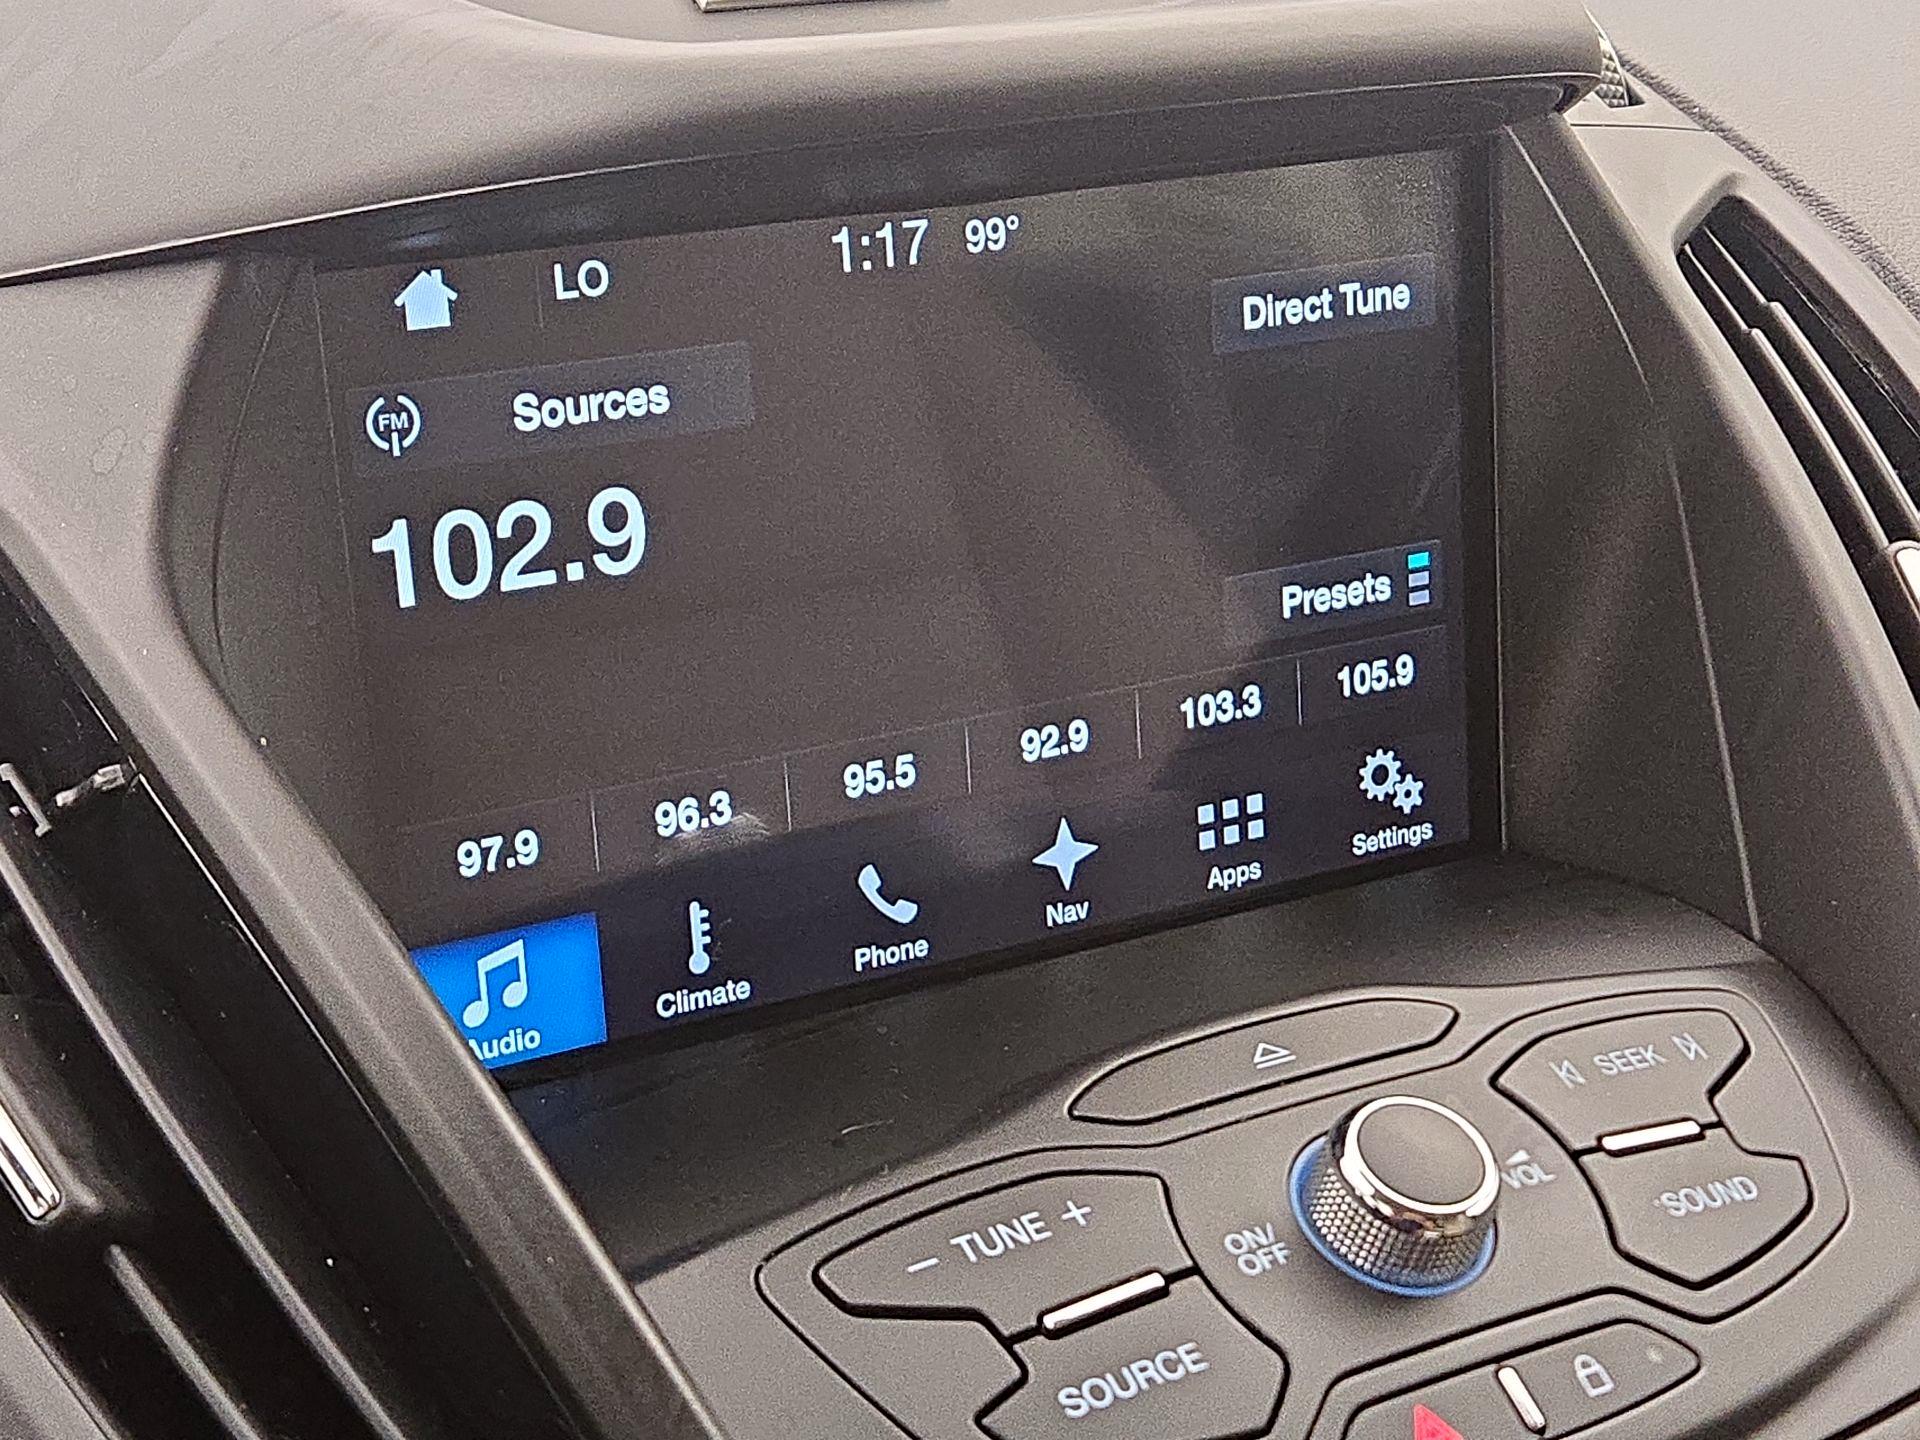 LO 1:17 99°
Direct Tune
FM Sources
102.9
Presets
97.9 96.3 95.5 92.9 103.3 105.9
Audio Climate Phone Nav Apps Settings
SEEK
VOL
SOUND
− TUNE +
ON/
OFF
SOURCE